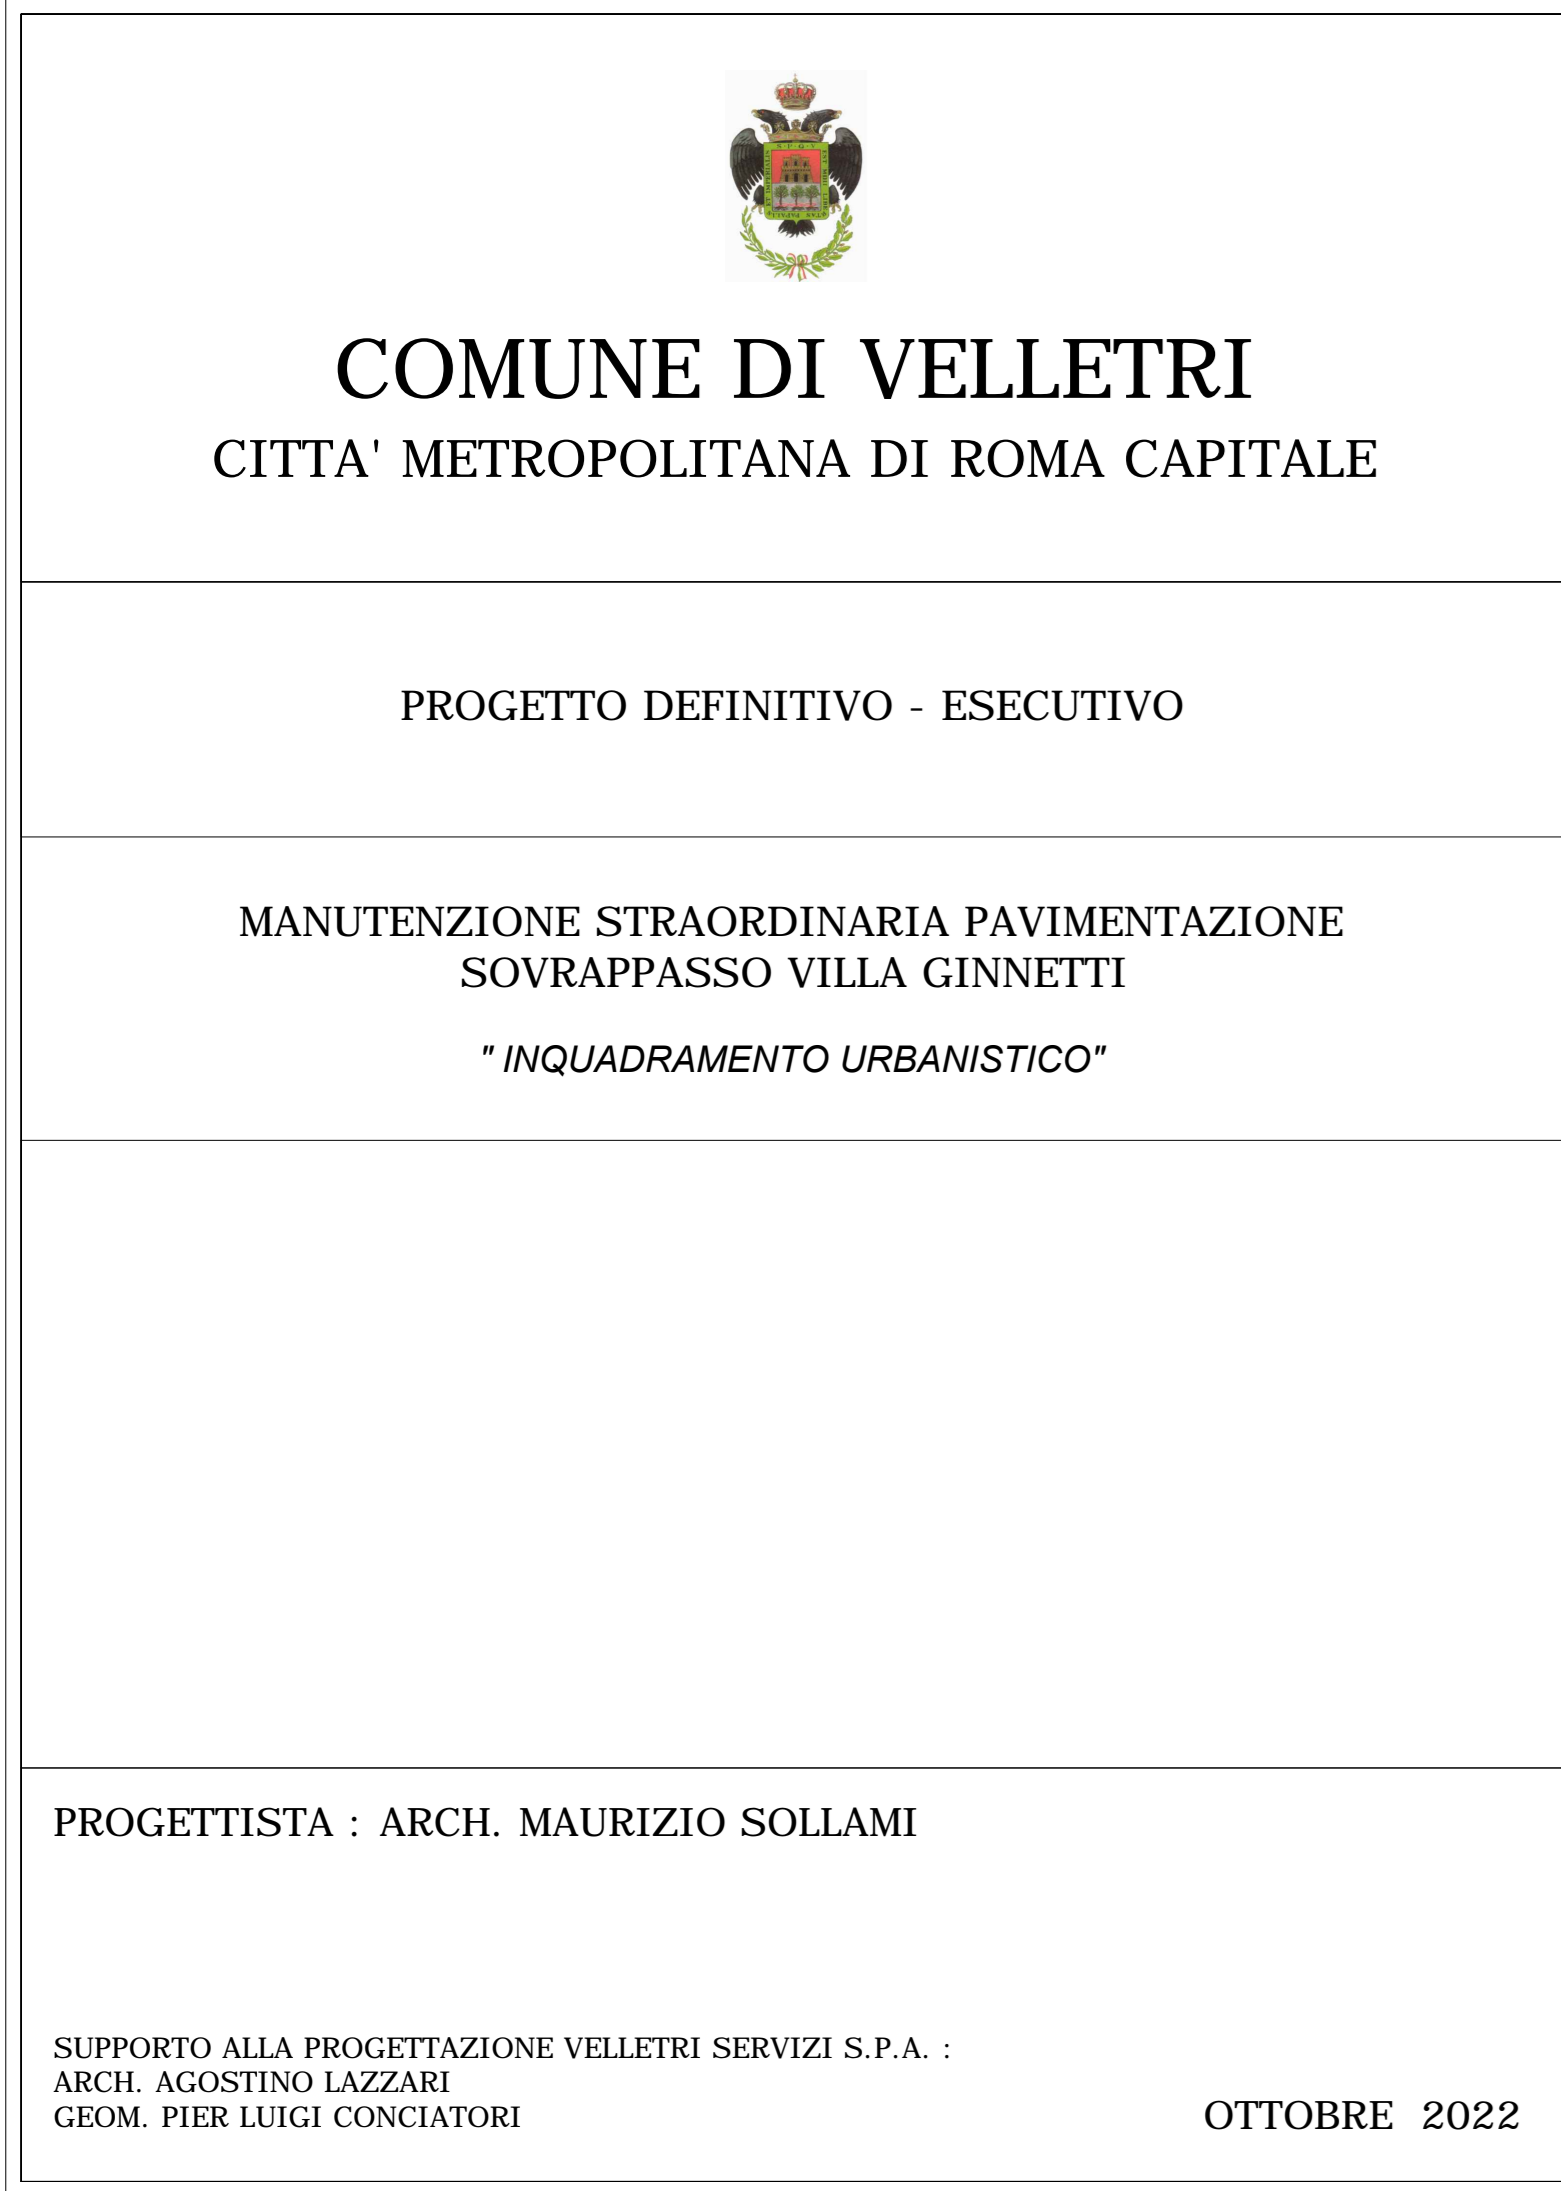 S·P·Q·V
COMUNE DI VELLETRI
CITTA' METROPOLITANA DI ROMA CAPITALE
PROGETTO DEFINITIVO - ESECUTIVO
MANUTENZIONE STRAORDINARIA PAVIMENTAZIONE
SOVRAPPASSO VILLA GINNETTI
" INQUADRAMENTO URBANISTICO"
PROGETTISTA : ARCH. MAURIZIO SOLLAMI
SUPPORTO ALLA PROGETTAZIONE VELLETRI SERVIZI S.P.A. :
ARCH. AGOSTINO LAZZARI
GEOM. PIER LUIGI CONCIATORI
OTTOBRE 2022